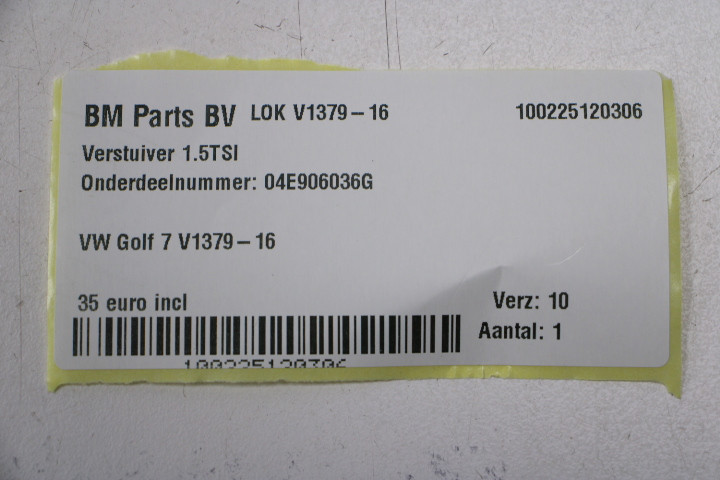 BM Parts BV LOK V1379-16 100225120306
Verstuiver 1.5TSI
Onderdeelnummer: 04E906036G
VW Golf 7 V1379-16
35 euro incl Verz: 10
Aantal: 1
100225120306